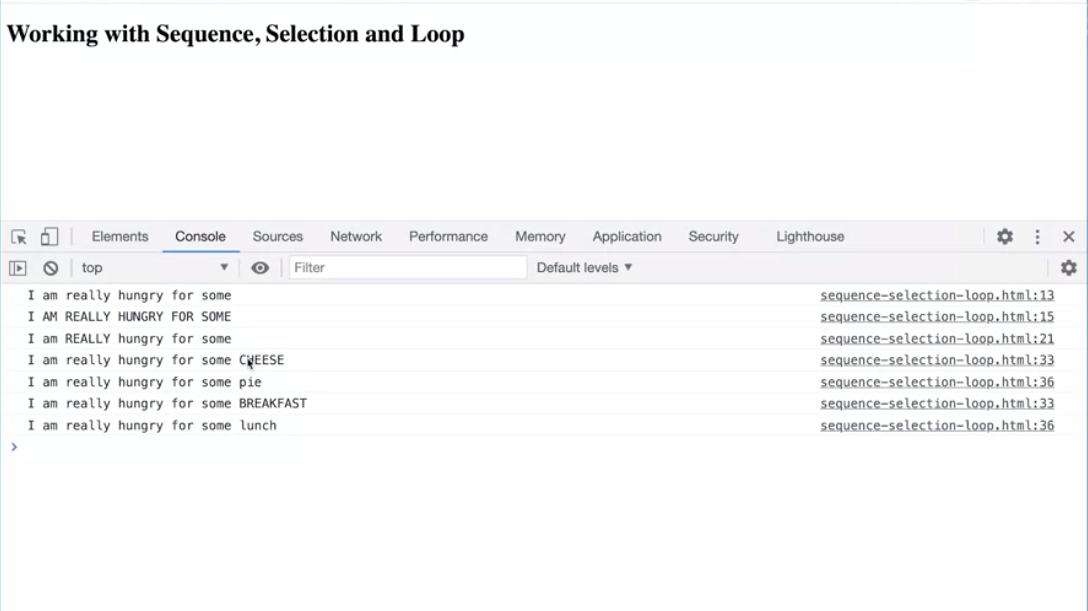 Working with Sequence, Selection and Loop
Elements Console Sources Network Performance Memory Application Security Lighthouse
top Filter Default levels
I am really hungry for some sequence-selection-loop.html:13
I AM REALLY HUNGRY FOR SOME sequence-selection-loop.html:15
I am REALLY hungry for some sequence-selection-loop.html:21
I am really hungry for some CHEESE sequence-selection-loop.html:33
I am really hungry for some pie sequence-selection-loop.html:36
I am really hungry for some BREAKFAST sequence-selection-loop.html:33
I am really hungry for some lunch sequence-selection-loop.html:36